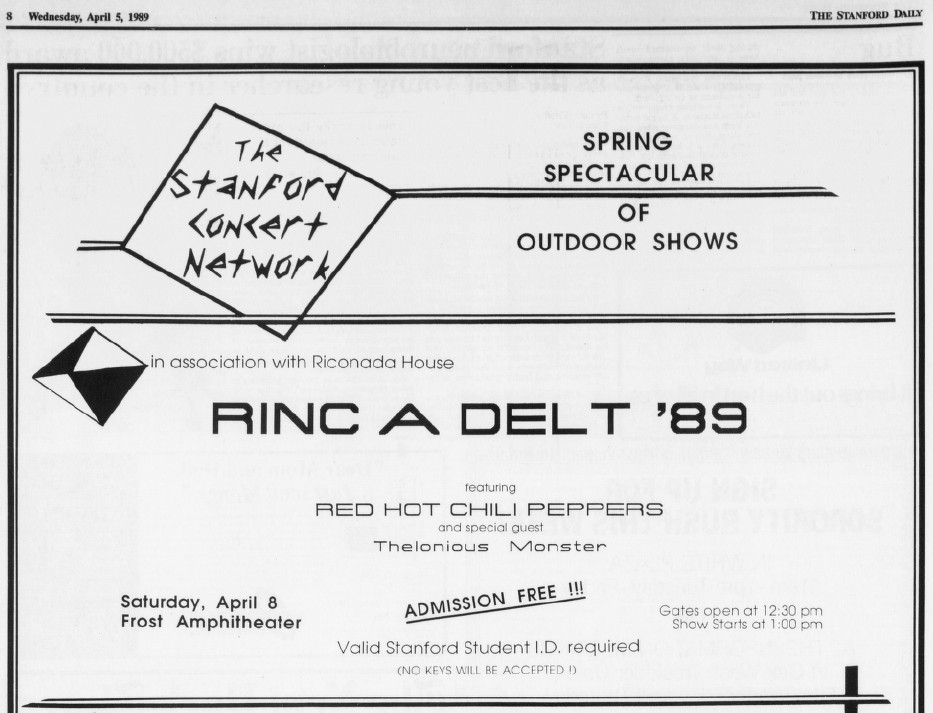 8 Wednesday, April 5, 1989
THE STANFORD DAILY
The
Stanford
Concert
Network
SPRING
SPECTACULAR
OF
OUTDOOR SHOWS
in association with Riconada House
RINC A DELT '89
featuring
RED HOT CHILI PEPPERS
and special guest
Thelonious Monster
Saturday, April 8
Frost Amphitheater
ADMISSION FREE !!!
Gates open at 12:30 pm
Show Starts at 1:00 pm
Valid Stanford Student I.D. required
(NO KEYS WILL BE ACCEPTED !)